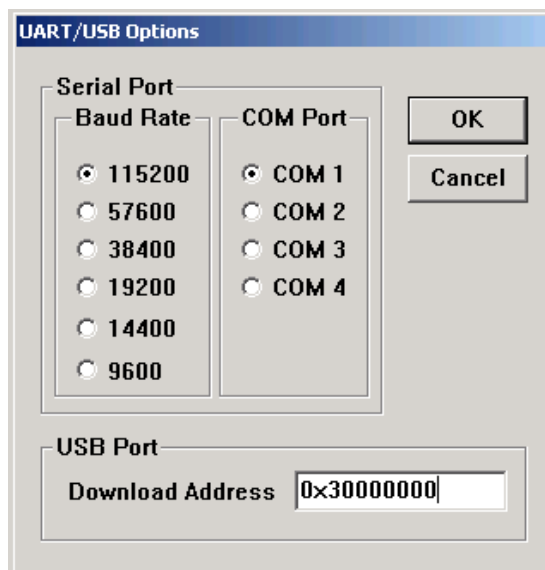 UART/USB Options
Serial Port
Baud Rate
115200
57600
38400
19200
14400
9600
COM Port
COM 1
COM 2
COM 3
COM 4
OK
Cancel
USB Port
Download Address 0x30000000